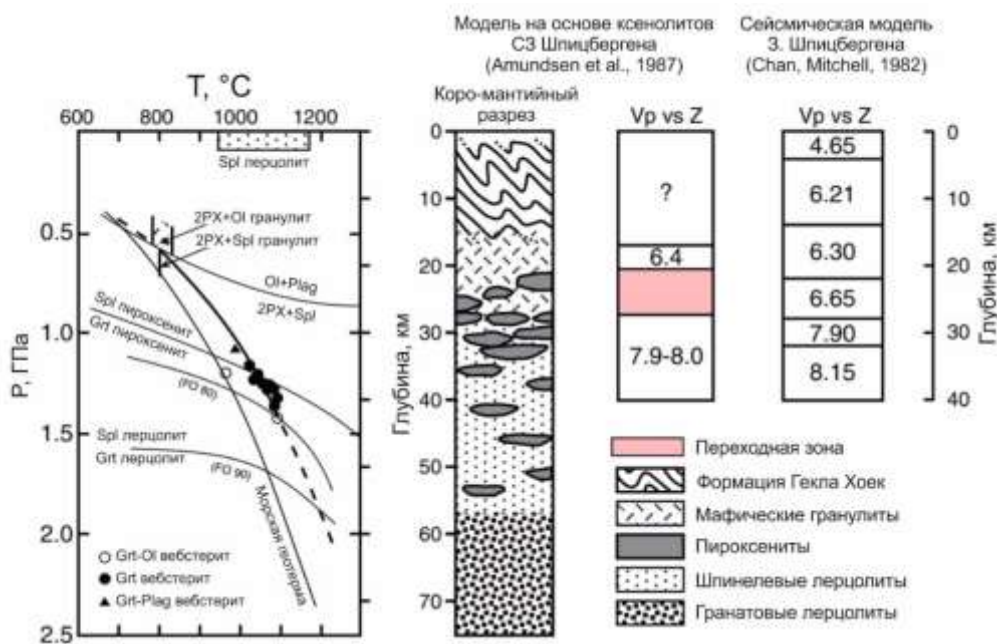 Модель на основе ксенолитов
СЗ Шпицбергена
(Amundsen et al., 1987)
Сейсмическая модель
З. Шпицбергена
(Chan, Mitchell, 1982)
T, °C
600 800 1000 1200
Spl лерцолит
P, ГПа
0.5
1.0
1.5
2.0
2.5
2PX+Ol гранулит
2PX+Spl гранулит
Ol+Plag
2PX+Spl
Spl пироксенит
Grt пироксенит
(FO 80)
Spl лерцолит
Grt лерцолит
(FO 90)
Морская геотерма
Grt-Ol вебстерит
Grt вебстерит
Grt-Plag вебстерит
Коро-мантийный
разрез
Глубина, км
0
10
20
30
40
50
60
70
Vp vs Z
?
6.4
7.9-8.0
Vp vs Z
4.65
6.21
6.30
6.65
7.90
8.15
0
10
20
30
40
Глубина, км
Переходная зона
Формация Гекла Хоек
Мафические гранулиты
Пироксениты
Шпинелевые лерцолиты
Гранатовые лерцолиты